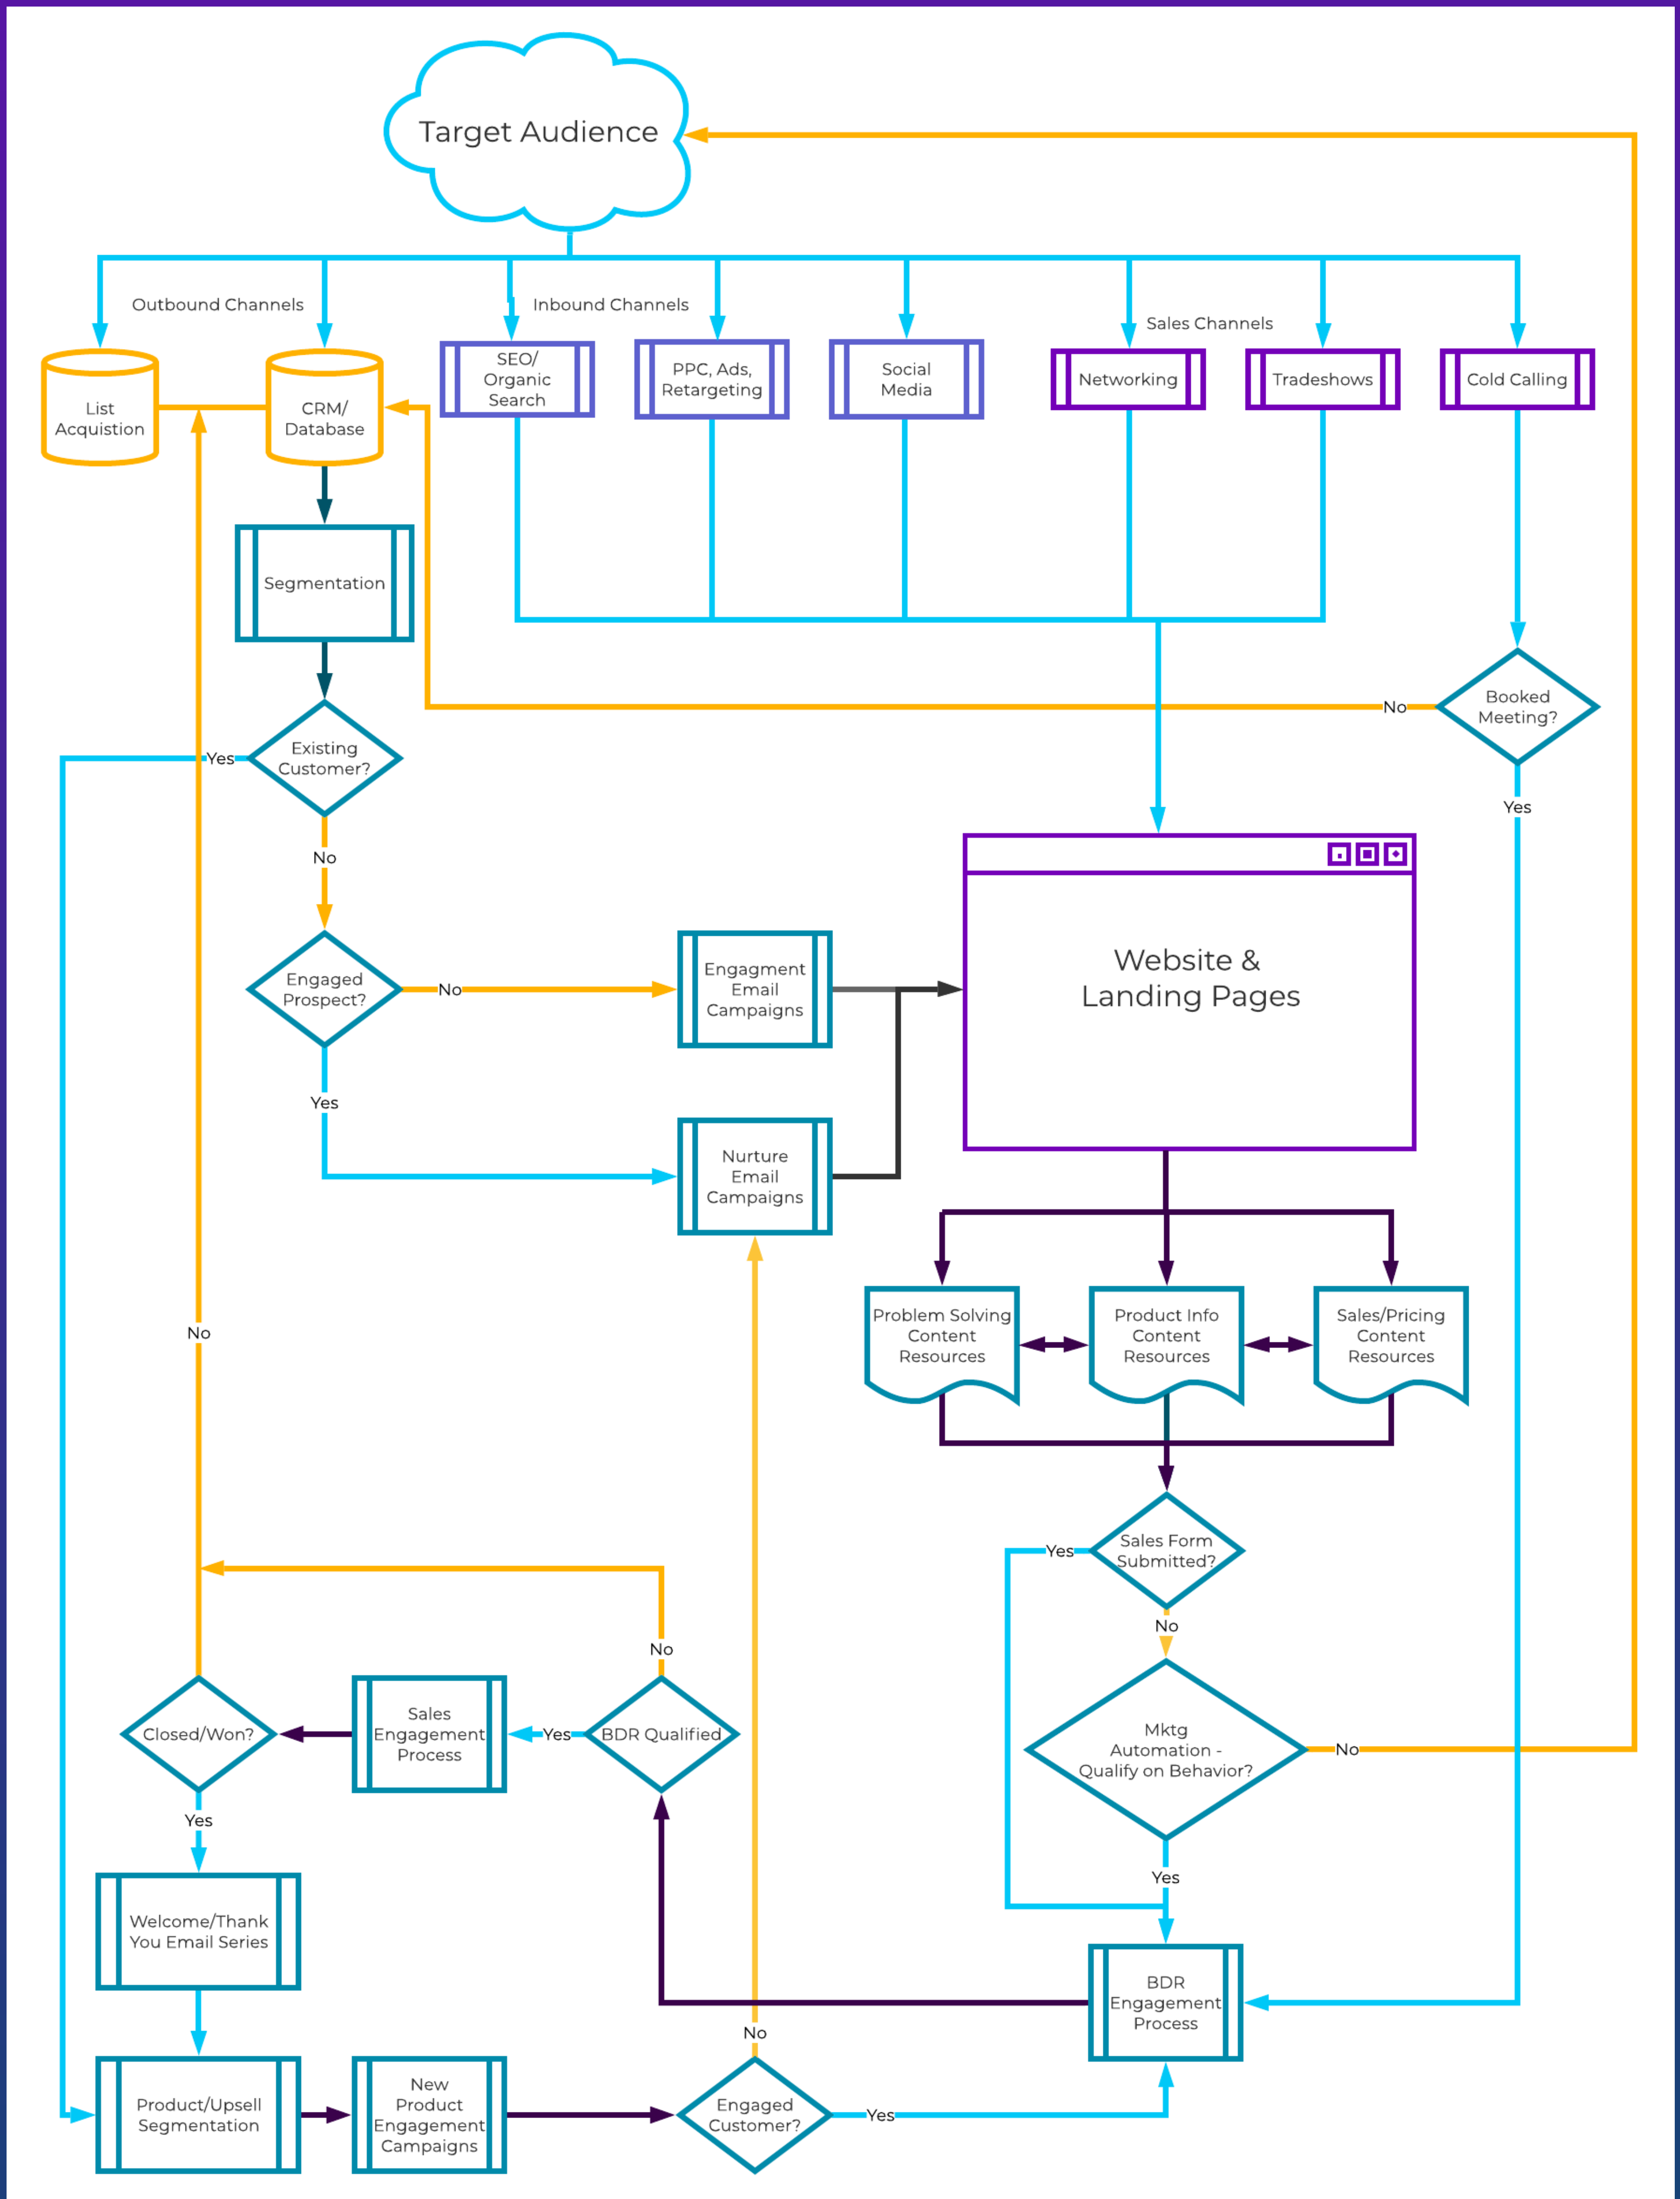 Target Audience
Outbound Channels
Inbound Channels
Sales Channels
List
Acquistion
CRM/
Database
SEO/
Organic
Search
PPC, Ads,
Retargeting
Social
Media
Networking
Tradeshows
Cold Calling
Segmentation
Booked
Meeting?
No
Yes
Existing
Customer?
Yes
No
Engaged
Prospect?
No
Yes
Engagment
Email
Campaigns
Nurture
Email
Campaigns
Website &
Landing Pages
Problem Solving
Content
Resources
Product Info
Content
Resources
Sales/Pricing
Content
Resources
No
Sales Form
Submitted?
Yes
No
Mktg
Automation -
Qualify on Behavior?
No
Yes
No
Closed/Won?
Sales
Engagement
Process
Yes
BDR Qualified
Yes
Welcome/Thank
You Email Series
BDR
Engagement
Process
No
Product/Upsell
Segmentation
New
Product
Engagement
Campaigns
Engaged
Customer?
Yes